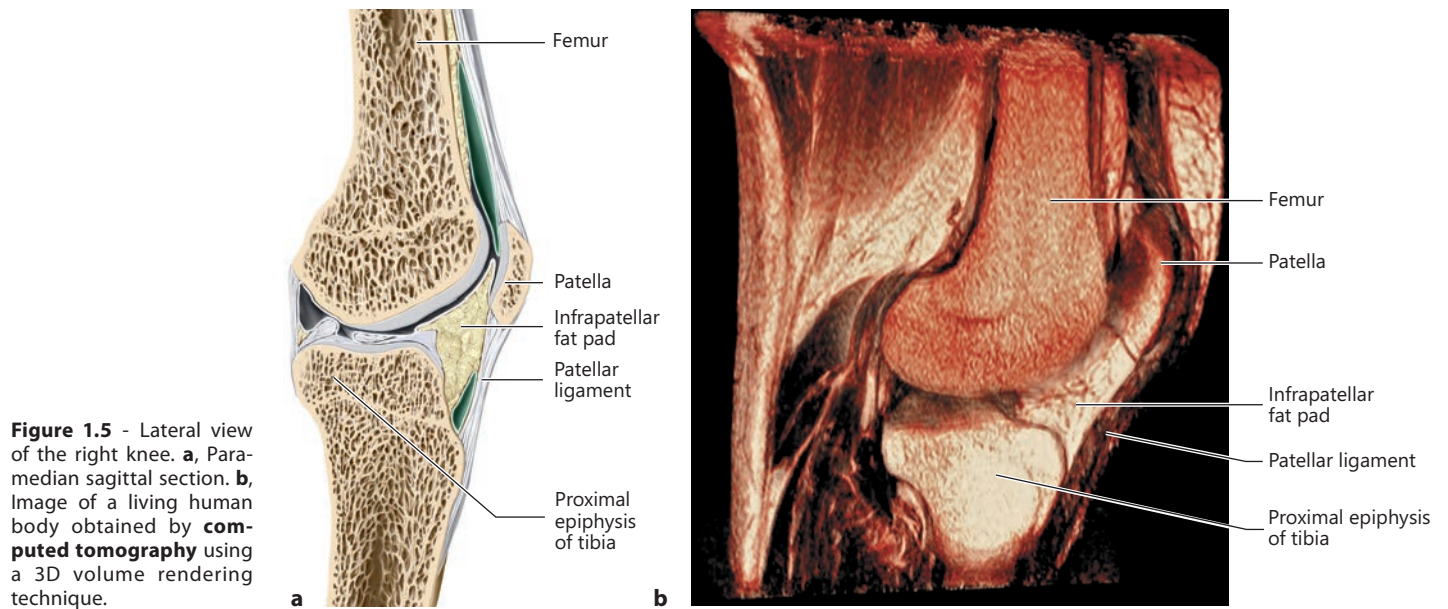 Femur
Patella
Infrapatellar
fat pad
Patellar
ligament
Proximal
epiphysis
of tibia
a
Femur
Patella
Infrapatellar
fat pad
Patellar ligament
Proximal epiphysis
of tibia
b
Figure 1.5 - Lateral view
of the right knee. a, Para-
median sagittal section. b,
Image of a living human
body obtained by com-
puted tomography using
a 3D volume rendering
technique.